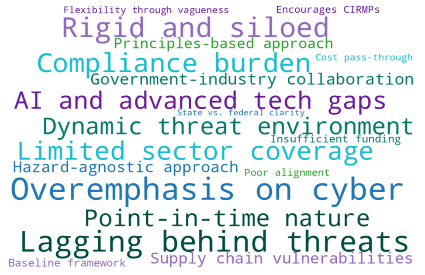 Flexibility through vagueness
Encourages CIRMPs
Rigid and siloed
Principles-based approach
Compliance burden
Cost pass-through
Government-industry collaboration
AI and advanced tech gaps
State vs. federal clarity
Dynamic threat environment
Insufficient funding
Limited sector coverage
Hazard-agnostic approach
Poor alignment
Overemphasis on cyber
Point-in-time nature
Lagging behind threats
Supply chain vulnerabilities
Baseline framework